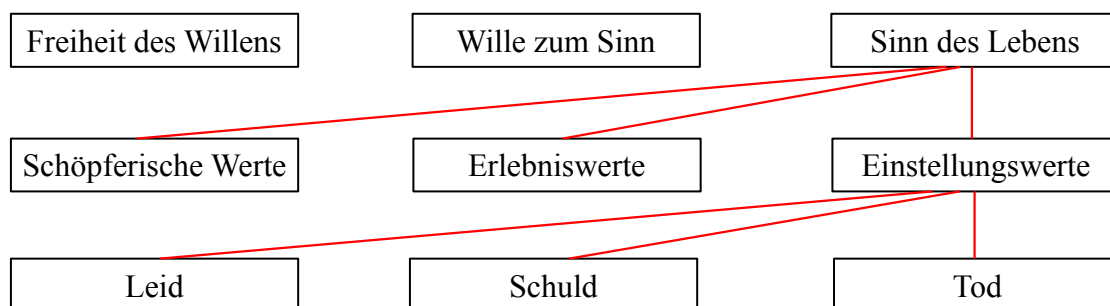 Freiheit des Willens
Wille zum Sinn
Sinn des Lebens
Schöpferische Werte
Erlebniswerte
Einstellungswerte
Leid
Schuld
Tod